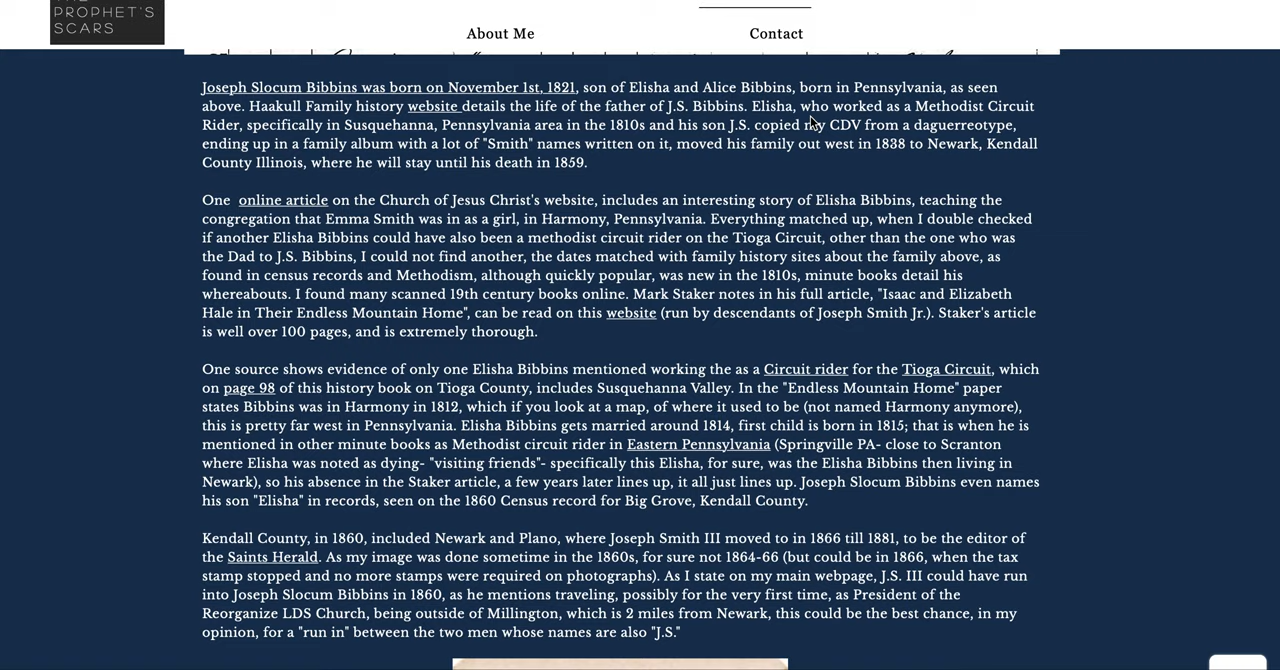 PROPHET'S
SCARS
About Me
Contact
Joseph Slocum Bibbins was born on November 1st, 1821, son of Elisha and Alice Bibbins, born in Pennsylvania, as seen
above. Haakull Family history website details the life of the father of J.S. Bibbins. Elisha, who worked as a Methodist Circuit
Rider, specifically in Susquehanna, Pennsylvania area in the 1810s and his son J.S. copied my CDV from a daguerreotype,
ending up in a family album with a lot of "Smith" names written on it, moved his family out west in 1838 to Newark, Kendall
County Illinois, where he will stay until his death in 1859.
One online article on the Church of Jesus Christ's website, includes an interesting story of Elisha Bibbins, teaching the
congregation that Emma Smith was in as a girl, in Harmony, Pennsylvania. Everything matched up, when I double checked
if another Elisha Bibbins could have also been a methodist circuit rider on the Tioga Circuit, other than the one who was
the Dad to J.S. Bibbins, I could not find another, the dates matched with family history sites about the family above, as
found in census records and Methodism, although quickly popular, was new in the 1810s, minute books detail his
whereabouts. I found many scanned 19th century books online. Mark Staker notes in his full article, "Isaac and Elizabeth
Hale in Their Endless Mountain Home", can be read on this website (run by descendants of Joseph Smith Jr.). Staker's article
is well over 100 pages, and is extremely thorough.
One source shows evidence of only one Elisha Bibbins mentioned working the as a Circuit rider for the Tioga Circuit, which
on page 98 of this history book on Tioga County, includes Susquehanna Valley. In the "Endless Mountain Home" paper
states Bibbins was in Harmony in 1812, which if you look at a map, of where it used to be (not named Harmony anymore),
this is pretty far west in Pennsylvania. Elisha Bibbins gets married around 1814, first child is born in 1815; that is when he is
mentioned in other minute books as Methodist circuit rider in Eastern Pennsylvania (Springville PA- close to Scranton
where Elisha was noted as dying- "visiting friends"- specifically this Elisha, for sure, was the Elisha Bibbins then living in
Newark), so his absence in the Staker article, a few years later lines up, it all just lines up. Joseph Slocum Bibbins even names
his son "Elisha" in records, seen on the 1860 Census record for Big Grove, Kendall County.
Kendall County, in 1860, included Newark and Plano, where Joseph Smith III moved to in 1866 till 1881, to be the editor of
the Saints Herald. As my image was done sometime in the 1860s, for sure not 1864-66 (but could be in 1866, when the tax
stamp stopped and no more stamps were required on photographs). As I state on my main webpage, J.S. III could have run
into Joseph Slocum Bibbins in 1860, as he mentions traveling, possibly for the very first time, as President of the
Reorganize LDS Church, being outside of Millington, which is 2 miles from Newark, this could be the best chance, in my
opinion, for a "run in" between the two men whose names are also "J.S."